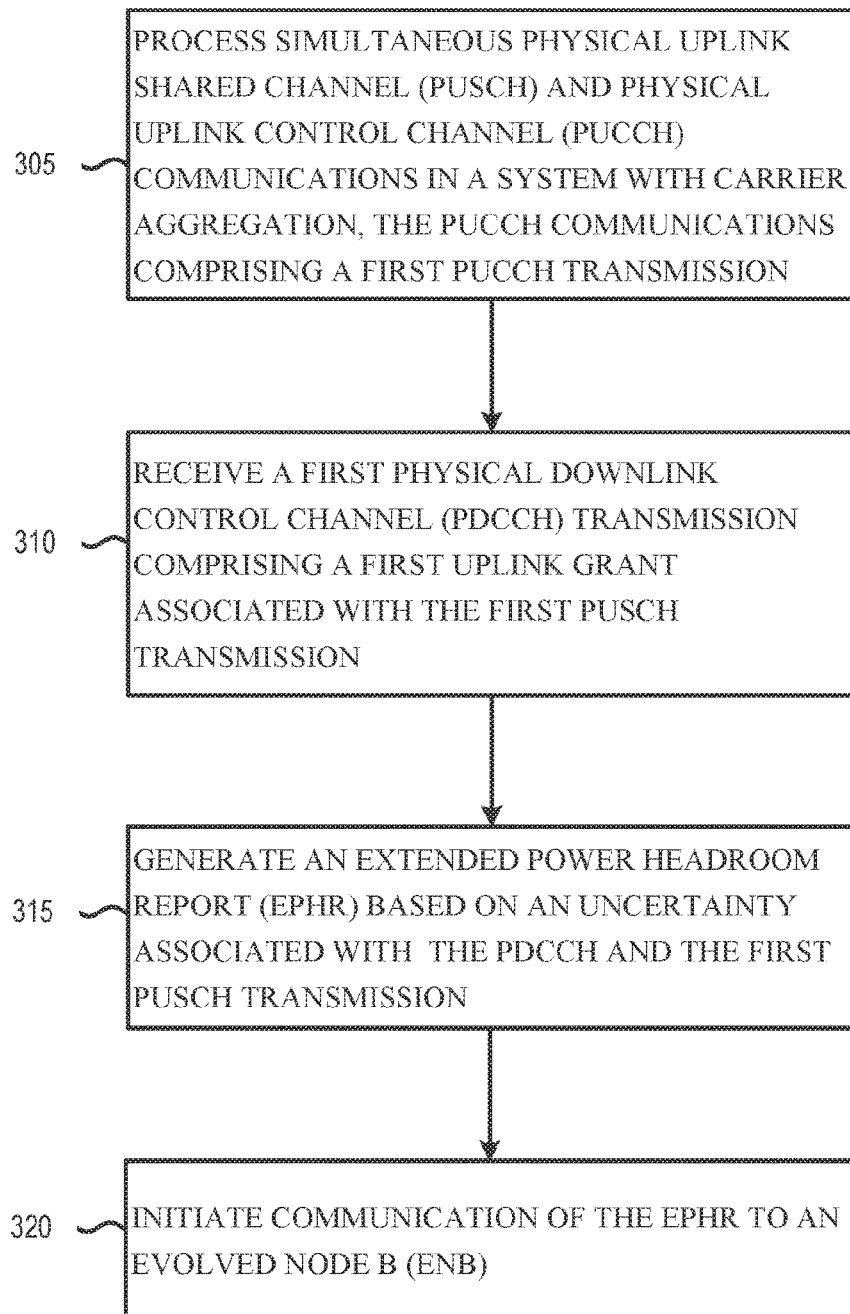 PROCESS SIMULTANEOUS PHYSICAL UPLINK
SHARED CHANNEL (PUSCH) AND PHYSICAL
UPLINK CONTROL CHANNEL (PUCCH)
305
COMMUNICATIONS IN A SYSTEM WITH CARRIER
AGGREGATION, THE PUCCH COMMUNICATIONS
COMPRISING A FIRST PUCCH TRANSMISSION
RECEIVE A FIRST PHYSICAL DOWNLINK
CONTROL CHANNEL (PDCCH) TRANSMISSION
310
COMPRISING A FIRST UPLINK GRANT
ASSOCIATED WITH THE FIRST PUSCH
TRANSMISSION
GENERATE AN EXTENDED POWER HEADROOM
REPORT (EPHR) BASED ON AN UNCERTAINTY
315
ASSOCIATED WITH THE PDCCH AND THE FIRST
PUSCH TRANSMISSION
320
INITIATE COMMUNICATION OF THE EPHR TO AN
EVOLVED NODE B (ENB)